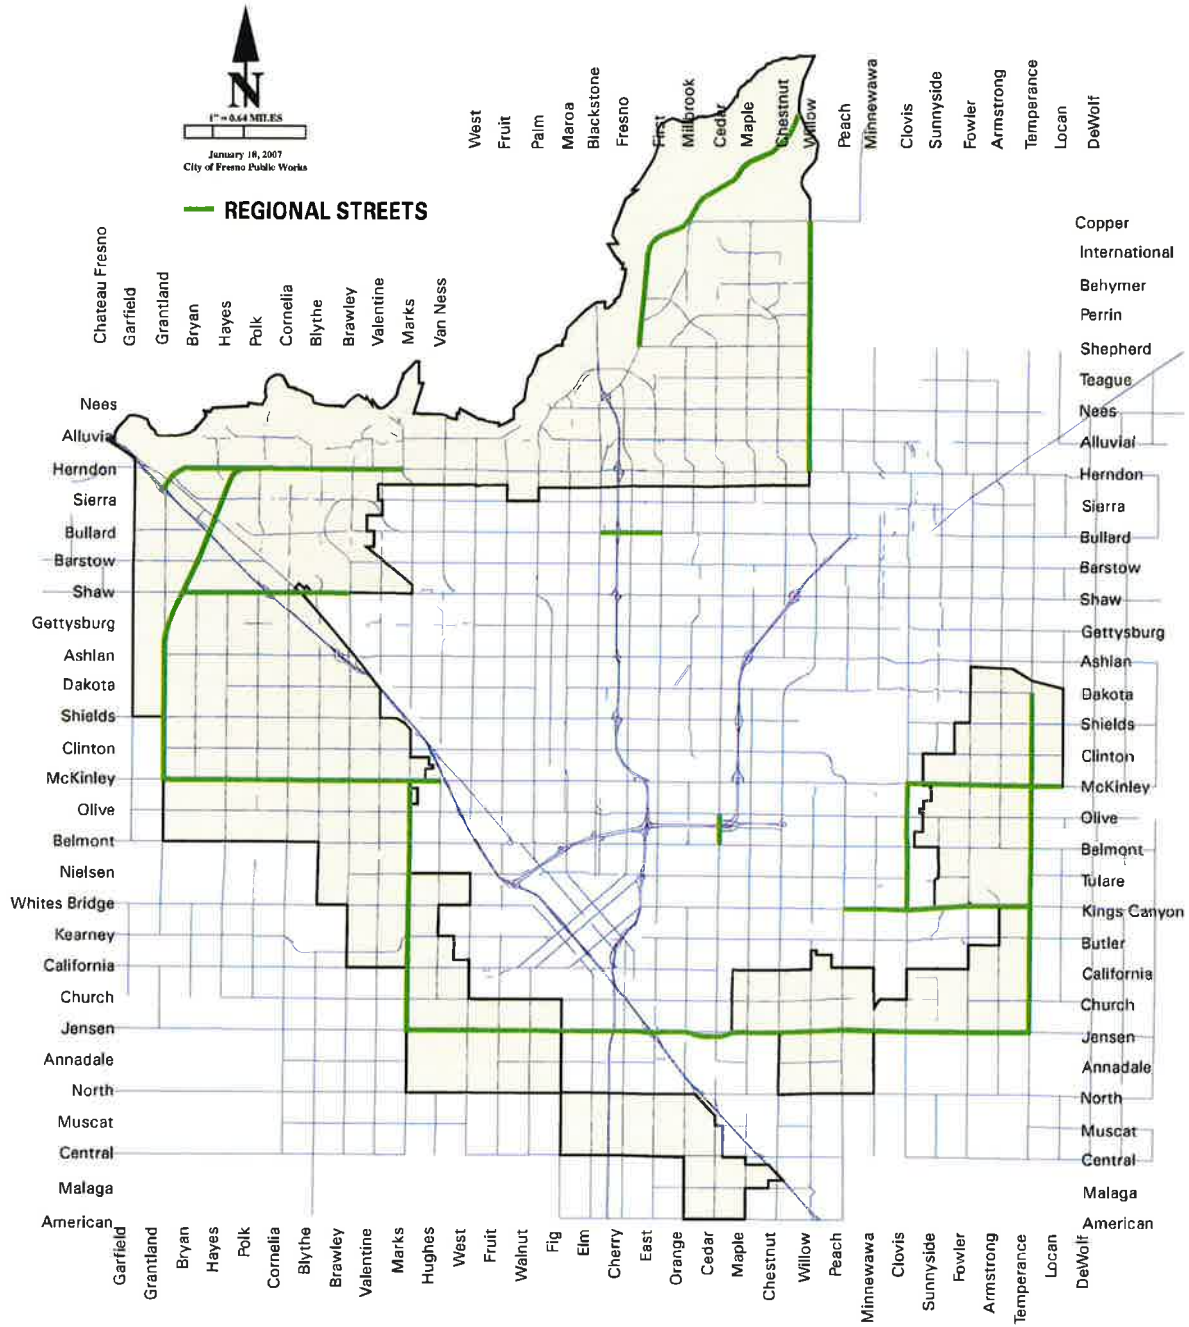 N
1" = 0.64 MILES
January 18, 2007
City of Fresno Public Works
REGIONAL STREETS
West
Fruit
Palm
Maroa
Blackstone
Fresno
First
Millbrook
Cedar
Maple
Chestnut
Willow
Peach
Minnewawa
Clovis
Sunnyside
Fowler
Armstrong
Temperance
Locan
DeWolf
Chateau Fresno
Garfield
Grantland
Bryan
Hayes
Polk
Cornelia
Blythe
Brawley
Valentine
Marks
Van Ness
Copper
International
Behymer
Perrin
Shepherd
Teague
Nees
Alluvial
Herndon
Sierra
Bullard
Barstow
Shaw
Gettysburg
Ashlan
Dakota
Shields
Clinton
McKinley
Olive
Belmont
Tulare
Kings Canyon
Butler
California
Church
Jensen
Annadale
North
Muscat
Central
Malaga
American
Nees
Alluvial
Herndon
Sierra
Bullard
Barstow
Shaw
Gettysburg
Ashlan
Dakota
Shields
Clinton
McKinley
Olive
Belmont
Nielsen
Whites Bridge
Kearney
California
Church
Jensen
Annadale
North
Muscat
Central
Malaga
American
Garfield
Grantland
Bryan
Hayes
Polk
Cornelia
Blythe
Brawley
Valentine
Marks
Hughes
West
Fruit
Walnut
Fig
Elm
Cherry
East
Orange
Cedar
Maple
Chestnut
Willow
Peach
Minnewawa
Clovis
Sunnyside
Fowler
Armstrong
Temperance
Locan
DeWolf